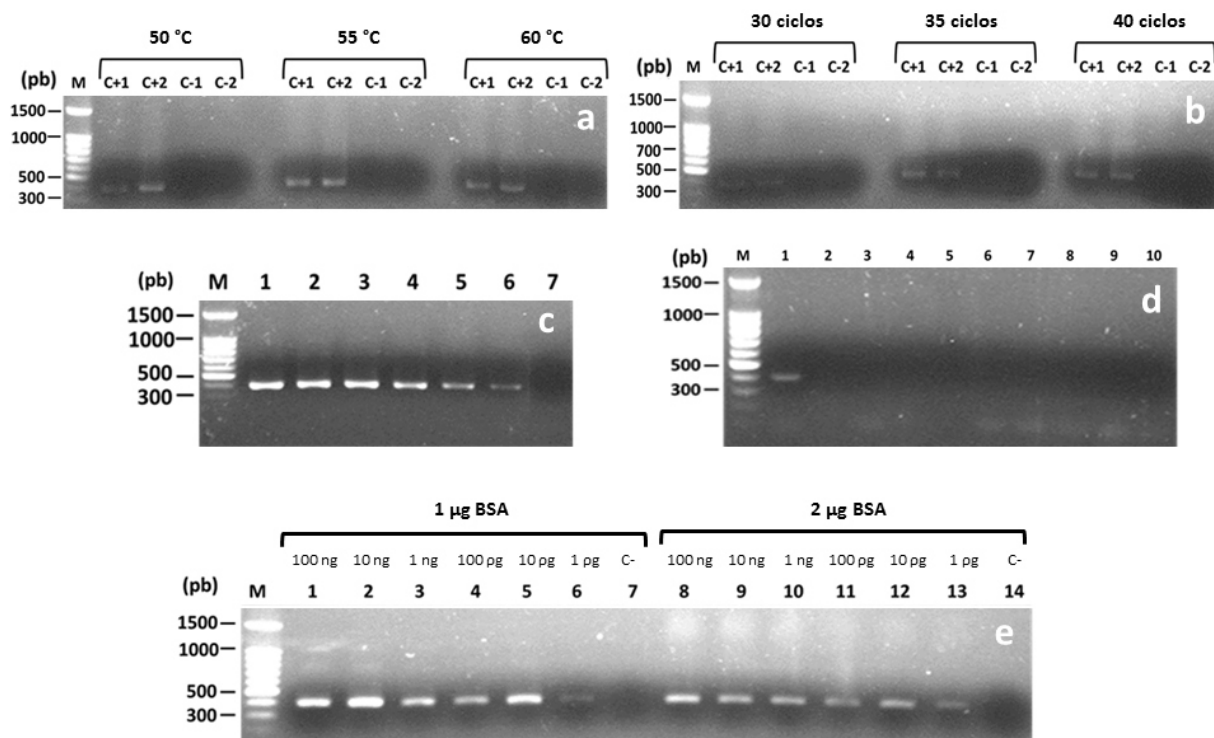 50 °C 55 °C 60 °C
(pb) M C+1 C+2 C-1 C-2 C+1 C+2 C-1 C-2 C+1 C+2 C-1 C-2
1500
1000
500
300
a
30 ciclos 35 ciclos 40 ciclos
(pb) M C+1 C+2 C-1 C-2 C+1 C+2 C-1 C-2 C+1 C+2 C-1 C-2
1500
1000
700
500
300
b
(pb) M 1 2 3 4 5 6 7
1500
1000
500
300
c
(pb) M 1 2 3 4 5 6 7 8 9 10
1500
1000
500
300
d
1 µg BSA 2 µg BSA
100 ng 10 ng 1 ng 100 ρg 10 ρg 1 ρg C- 100 ng 10 ng 1 ng 100 ρg 10 ρg 1 ρg C-
(pb) M 1 2 3 4 5 6 7 8 9 10 11 12 13 14
1500
1000
500
300
e